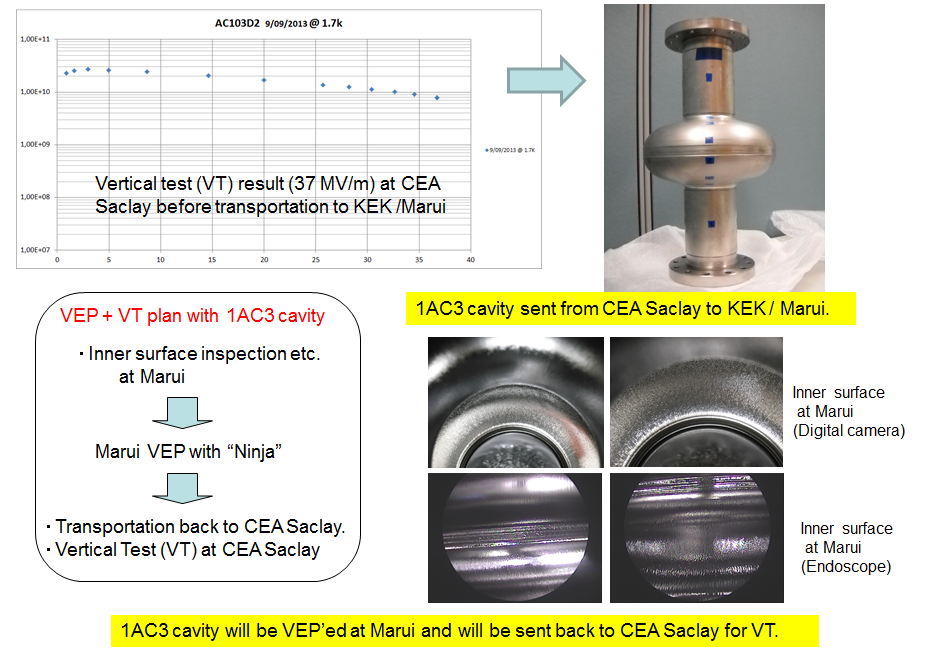 AC103D2 9/09/2013 @ 1.7k
1,00E+11
1,00E+10
1,00E+09
1,00E+08
1,00E+07
0 5 10 15 20 25 30 35 40
9/09/2013 @ 1.7K
Vertical test (VT) result (37 MV/m) at CEA
Saclay before transportation to KEK /Marui
1AC3 cavity sent from CEA Saclay to KEK / Marui.
VEP + VT plan with 1AC3 cavity
・Inner surface inspection etc.
at Marui
Marui VEP with “Ninja”
・Transportation back to CEA Saclay.
・Vertical Test (VT) at CEA Saclay
Inner surface
at Marui
(Digital camera)
Inner surface
at Marui
(Endoscope)
1AC3 cavity will be VEP’ed at Marui and will be sent back to CEA Saclay for VT.